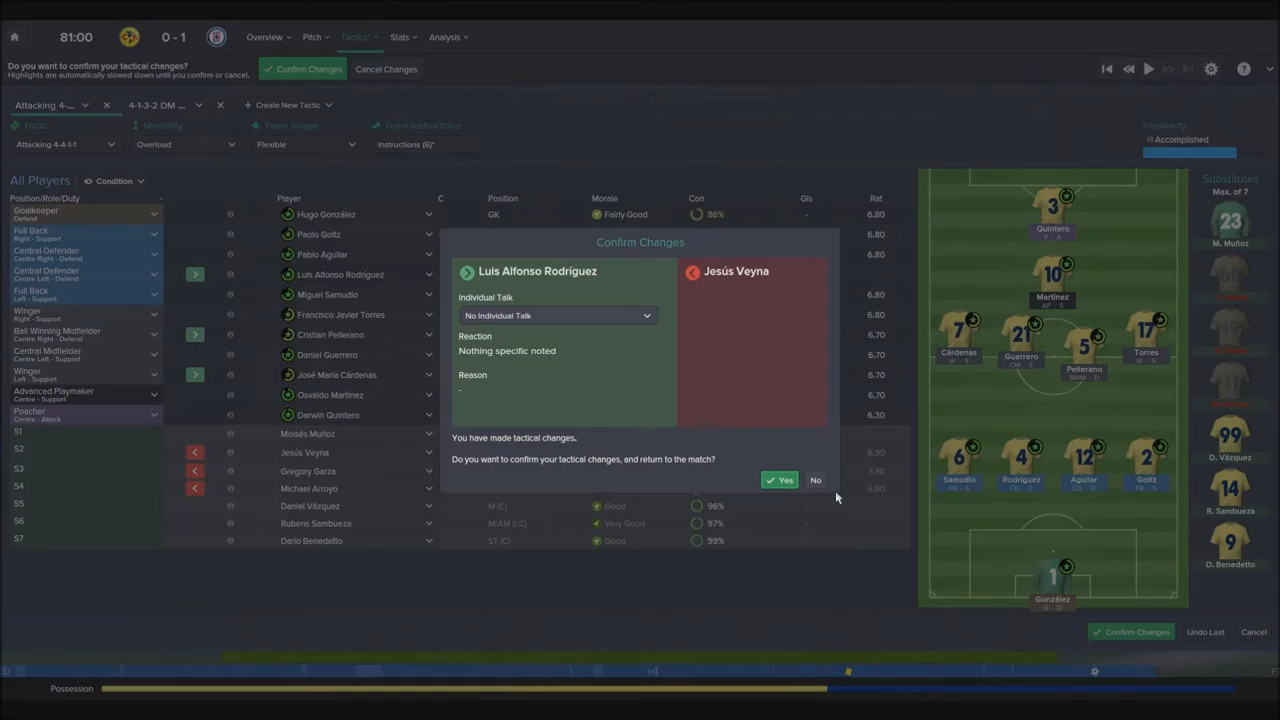 81:00
0 - 1
Overview
Pitch
Tactics*
Stats
Analysis
Do you want to confirm your tactical changes?
Highlights are automatically slowed down until you confirm or cancel.
Confirm Changes
Cancel Changes
Attacking 4-...
4-1-3-2 DM ...
Create New Tactic
Tactic
Mentality
Team Shape
Team Instructions
Familiarity
Attacking 4-4-1-1
Overload
Flexible
Instructions (6)*
Accomplished
All Players
Condition
Substitutes
Max. of 7
Position/Role/Duty
Player
C
Position
Morale
Con
Gls
Rat
Goalkeeper
Defend
Hugo González
GK
Fairly Good
86%
-
6.80
Full Back
Right - Support
Paolo Goltz
6.80
Central Defender
Centre Right - Defend
Pablo Aguilar
6.80
Central Defender
Centre Left - Defend
Luis Alfonso Rodríguez
Full Back
Left - Support
Miguel Samudio
6.80
Winger
Right - Support
Francisco Javier Torres
6.80
Ball Winning Midfielder
Centre Right - Defend
Cristian Pellerano
6.70
Central Midfielder
Centre Left - Support
Daniel Guerrero
6.70
Winger
Left - Support
José María Cárdenas
6.70
Advanced Playmaker
Centre - Support
Osvaldo Martínez
6.70
Poacher
Centre - Attack
Darwin Quintero
6.30
S1
Moisés Muñoz
S2
Jesús Veyna
6.90
S3
Gregory Garza
7.40
S4
Michael Arroyo
6.60
S5
Daniel Vázquez
M (C)
Good
96%
-
S6
Rubens Sambueza
M/AM (LC)
Very Good
97%
-
S7
Darío Benedetto
ST (C)
Good
99%
-
Confirm Changes
Luis Alfonso Rodríguez
Jesús Veyna
Individual Talk
No Individual Talk
Reaction
Nothing specific noted
Reason
-
You have made tactical changes.
Do you want to confirm your tactical changes, and return to the match?
Yes
No
3
Quintero
P - A
10
Martínez
AP - S
7
Cárdenas
W - S
21
Guerrero
CM - S
5
Pellerano
BWM - D
17
Torres
W - S
6
Samudio
FB - S
4
Rodríguez
CD - D
12
Aguilar
CD - D
2
Goltz
FB - S
1
González
G - D
23
M. Muñoz
99
D. Vázquez
14
R. Sambueza
9
D. Benedetto
Confirm Changes
Undo Last
Cancel
Possession